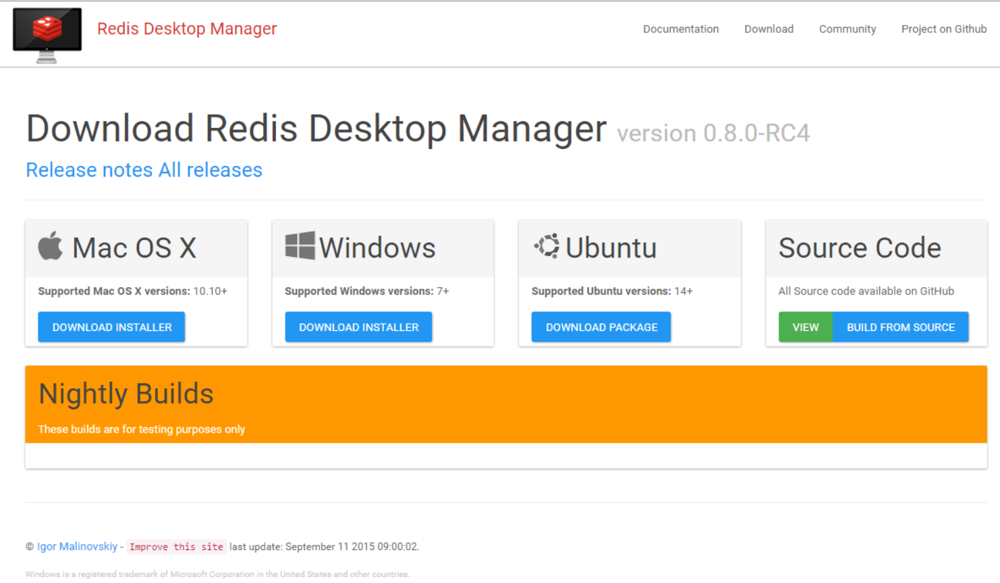 Redis Desktop Manager
Documentation Download Community Project on Github
Download Redis Desktop Manager version 0.8.0-RC4
Release notes All releases
Mac OS X
Supported Mac OS X versions: 10.10+
DOWNLOAD INSTALLER
Windows
Supported Windows versions: 7+
DOWNLOAD INSTALLER
Ubuntu
Supported Ubuntu versions: 14+
DOWNLOAD PACKAGE
Source Code
All Source code available on GitHub
VIEW BUILD FROM SOURCE
Nightly Builds
These builds are for testing purposes only
© Igor Malinovskiy - Improve this site last update: September 11 2015 09:00:02.
Windows is a registered trademark of Microsoft Corporation in the United States and other countries.